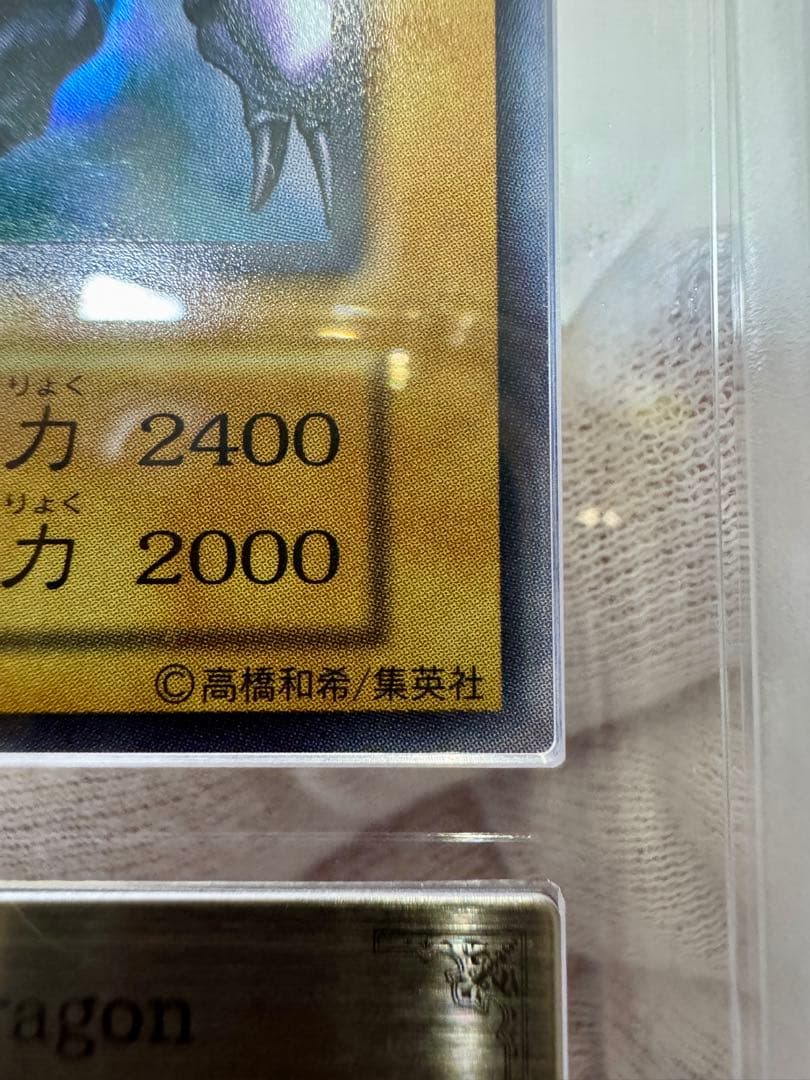 りょく
力 2400
りょく
力 2000
©高橋和希/集英社
ragon